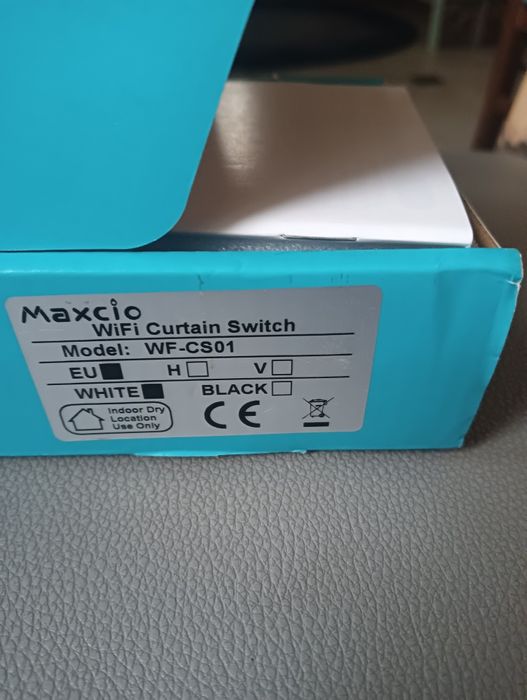 Maxcio
WiFi Curtain Switch
Model: WF-CS01
EU■ H□ V□
WHITE■ BLACK□
Indoor Dry
Location
Use Only
CE